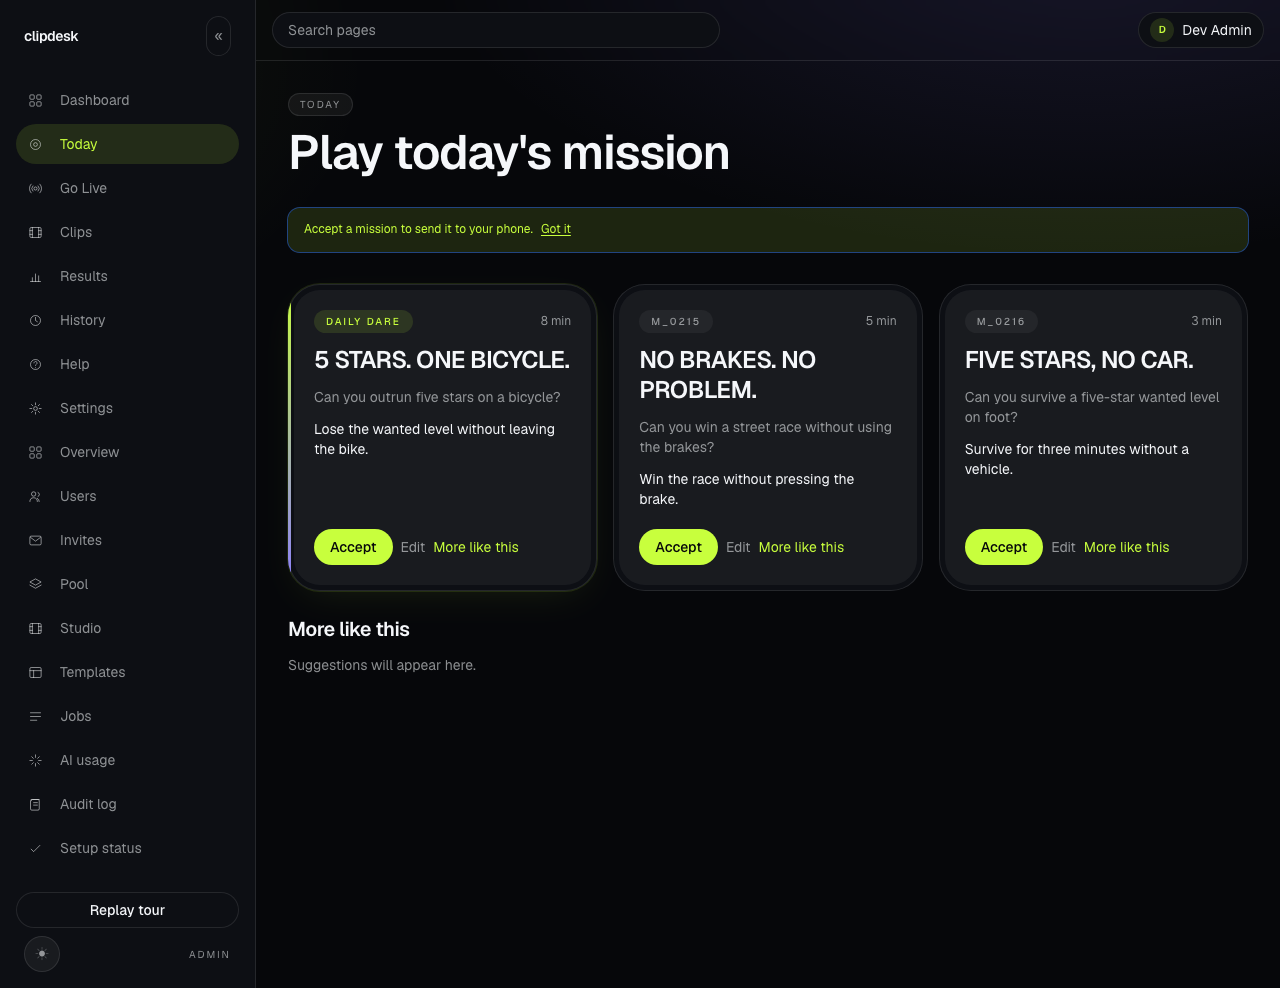 clipdesk
«
Search pages
D
Dev Admin
Dashboard
Today
Go Live
Clips
Results
History
Help
Settings
Overview
Users
Invites
Pool
Studio
Templates
Jobs
AI usage
Audit log
Setup status
Replay tour
ADMIN
TODAY
Play today's mission
Accept a mission to send it to your phone. Got it
DAILY DARE
8 min
5 STARS. ONE BICYCLE.
Can you outrun five stars on a bicycle?
Lose the wanted level without leaving
the bike.
Accept Edit More like this
M_0215
5 min
NO BRAKES. NO
PROBLEM.
Can you win a street race without using
the brakes?
Win the race without pressing the
brake.
Accept Edit More like this
M_0216
3 min
FIVE STARS, NO CAR.
Can you survive a five-star wanted level
on foot?
Survive for three minutes without a
vehicle.
Accept Edit More like this
More like this
Suggestions will appear here.